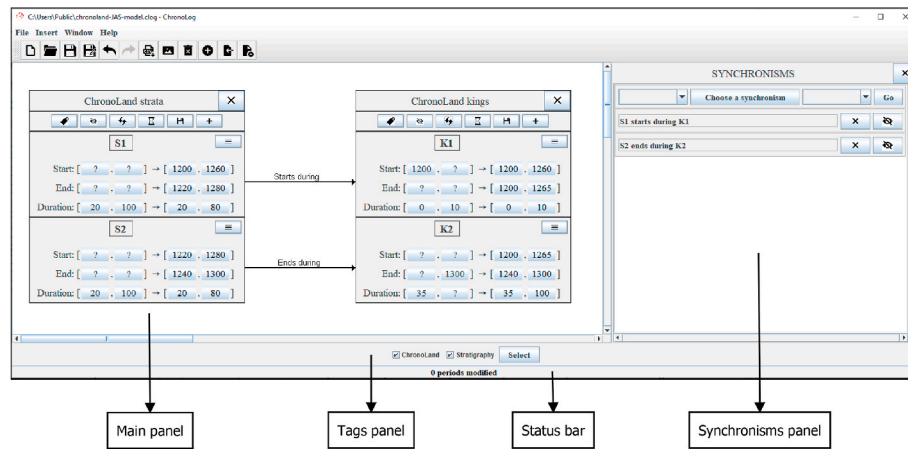 C:\Users\Public\chronoland-JAS-model.clog - ChronoLog
File Insert Window Help
SYNCHRONISMS
Choose a synchronism Go
S1 starts during K1
S2 ends during K2
ChronoLand strata
S1
Start: [ ? , ? ] → [ 1200 , 1260 ]
End: [ ? , ? ] → [ 1220 , 1280 ]
Duration: [ 20 , 100 ] → [ 20 , 80 ]
S2
Start: [ ? , ? ] → [ 1220 , 1280 ]
End: [ ? , ? ] → [ 1240 , 1300 ]
Duration: [ 20 , 100 ] → [ 20 , 80 ]
Starts during
Ends during
ChronoLand kings
K1
Start: [ 1200 , ? ] → [ 1200 , 1260 ]
End: [ ? , ? ] → [ 1200 , 1265 ]
Duration: [ 0 , 10 ] → [ 0 , 10 ]
K2
Start: [ ? , ? ] → [ 1200 , 1265 ]
End: [ ? , 1300 ] → [ 1240 , 1300 ]
Duration: [ 35 , ? ] → [ 35 , 100 ]
ChronoLand Stratigraphy Select
0 periods modified
Main panel
Tags panel
Status bar
Synchronisms panel